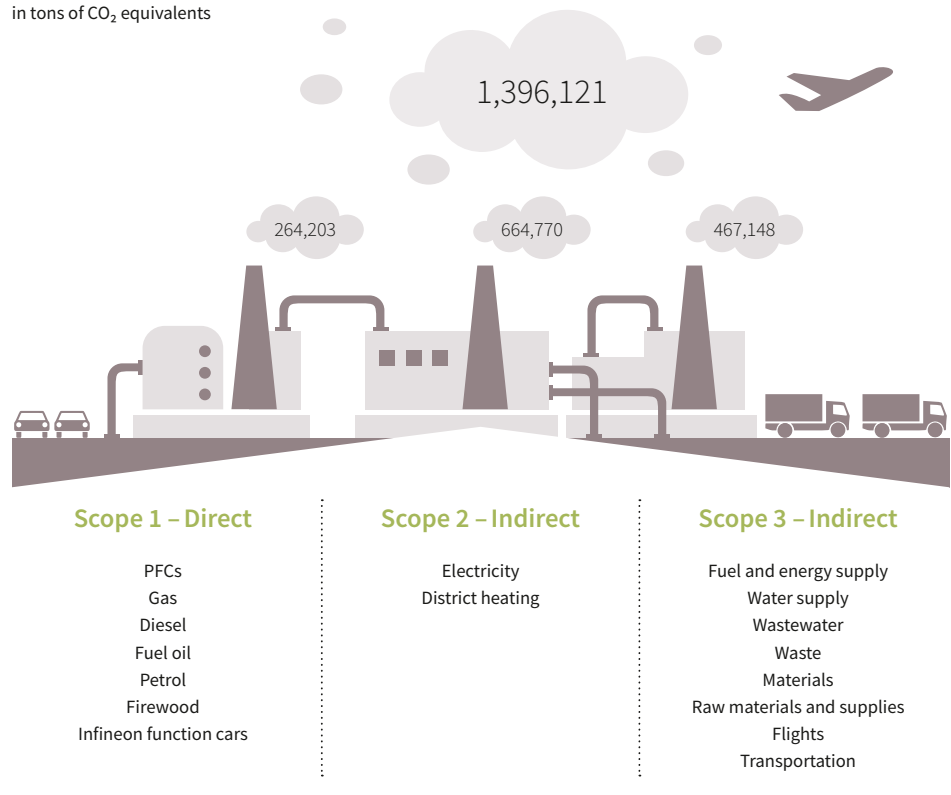 in tons of CO₂ equivalents
1,396,121
264,203
664,770
467,148
Scope 1 – Direct
PFCs
Gas
Diesel
Fuel oil
Petrol
Firewood
Infineon function cars
Scope 2 – Indirect
Electricity
District heating
Scope 3 – Indirect
Fuel and energy supply
Water supply
Wastewater
Waste
Materials
Raw materials and supplies
Flights
Transportation